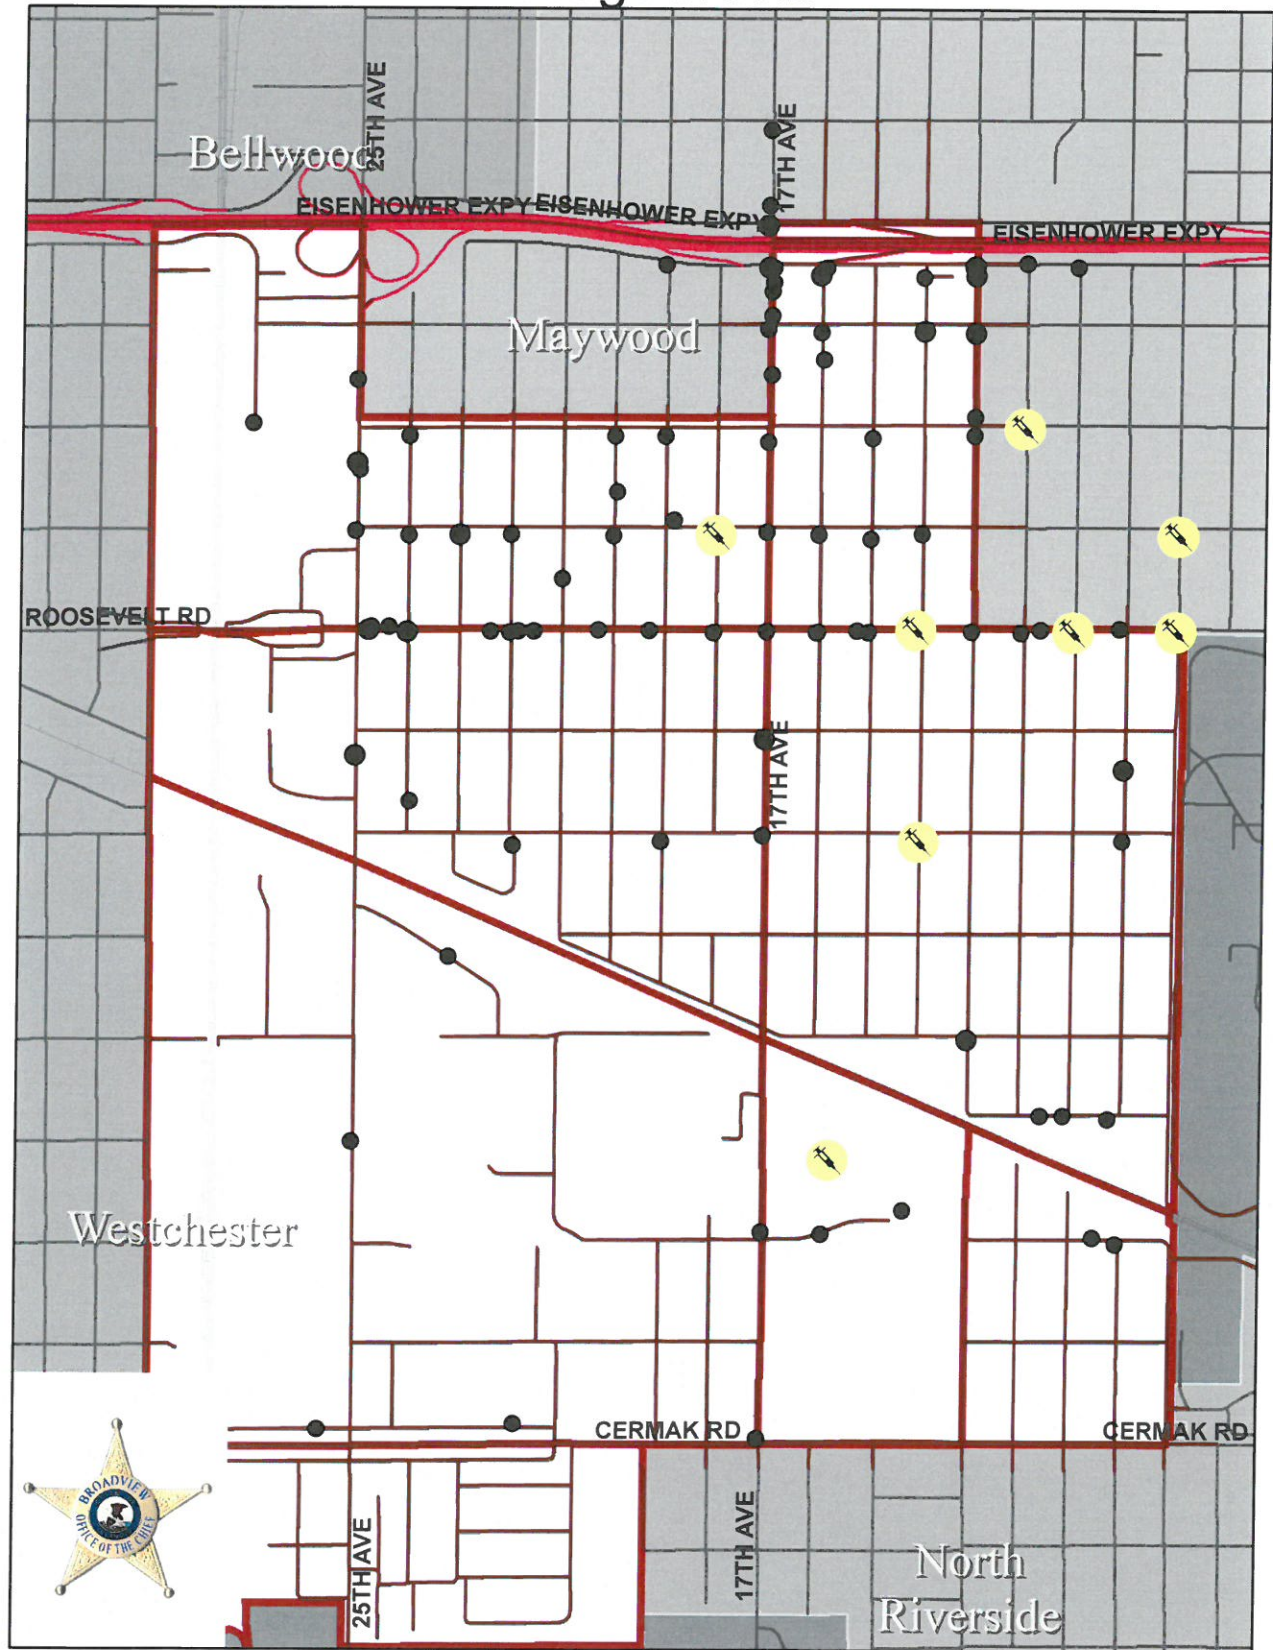 25TH AVE
17TH AVE
Bellwood
EISENHOWER EXPY
EISENHOWER EXPY
EISENHOWER EXPY
Maywood
ROOSEVELT RD
17TH AVE
Westchester
CERMAK RD
CERMAK RD
BROADVIEW
OFFICE OF THE CHIEF
25TH AVE
17TH AVE
North
Riverside